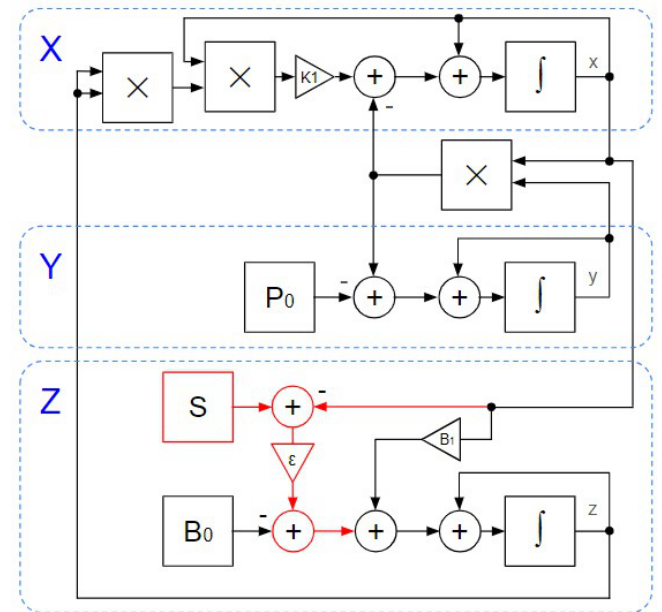 X
×
×
K1
+
-
+
∫
x
×
Y
P0
-
+
+
∫
y
Z
S
+
-
ε
B1
B0
-
+
+
+
∫
z